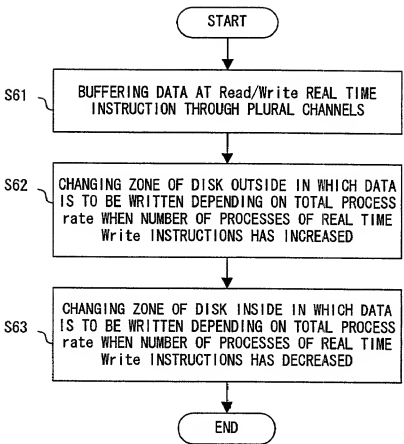 START
S61
BUFFERING DATA AT Read/Write REAL TIME
INSTRUCTION THROUGH PLURAL CHANNELS
S62
CHANGING ZONE OF DISK OUTSIDE IN WHICH DATA
IS TO BE WRITTEN DEPENDING ON TOTAL PROCESS
rate WHEN NUMBER OF PROCESSES OF REAL TIME
Write INSTRUCTIONS HAS INCREASED
S63
CHANGING ZONE OF DISK INSIDE IN WHICH DATA
IS TO BE WRITTEN DEPENDING ON TOTAL PROCESS
rate WHEN NUMBER OF PROCESSES OF REAL TIME
Write INSTRUCTIONS HAS DECREASED
END